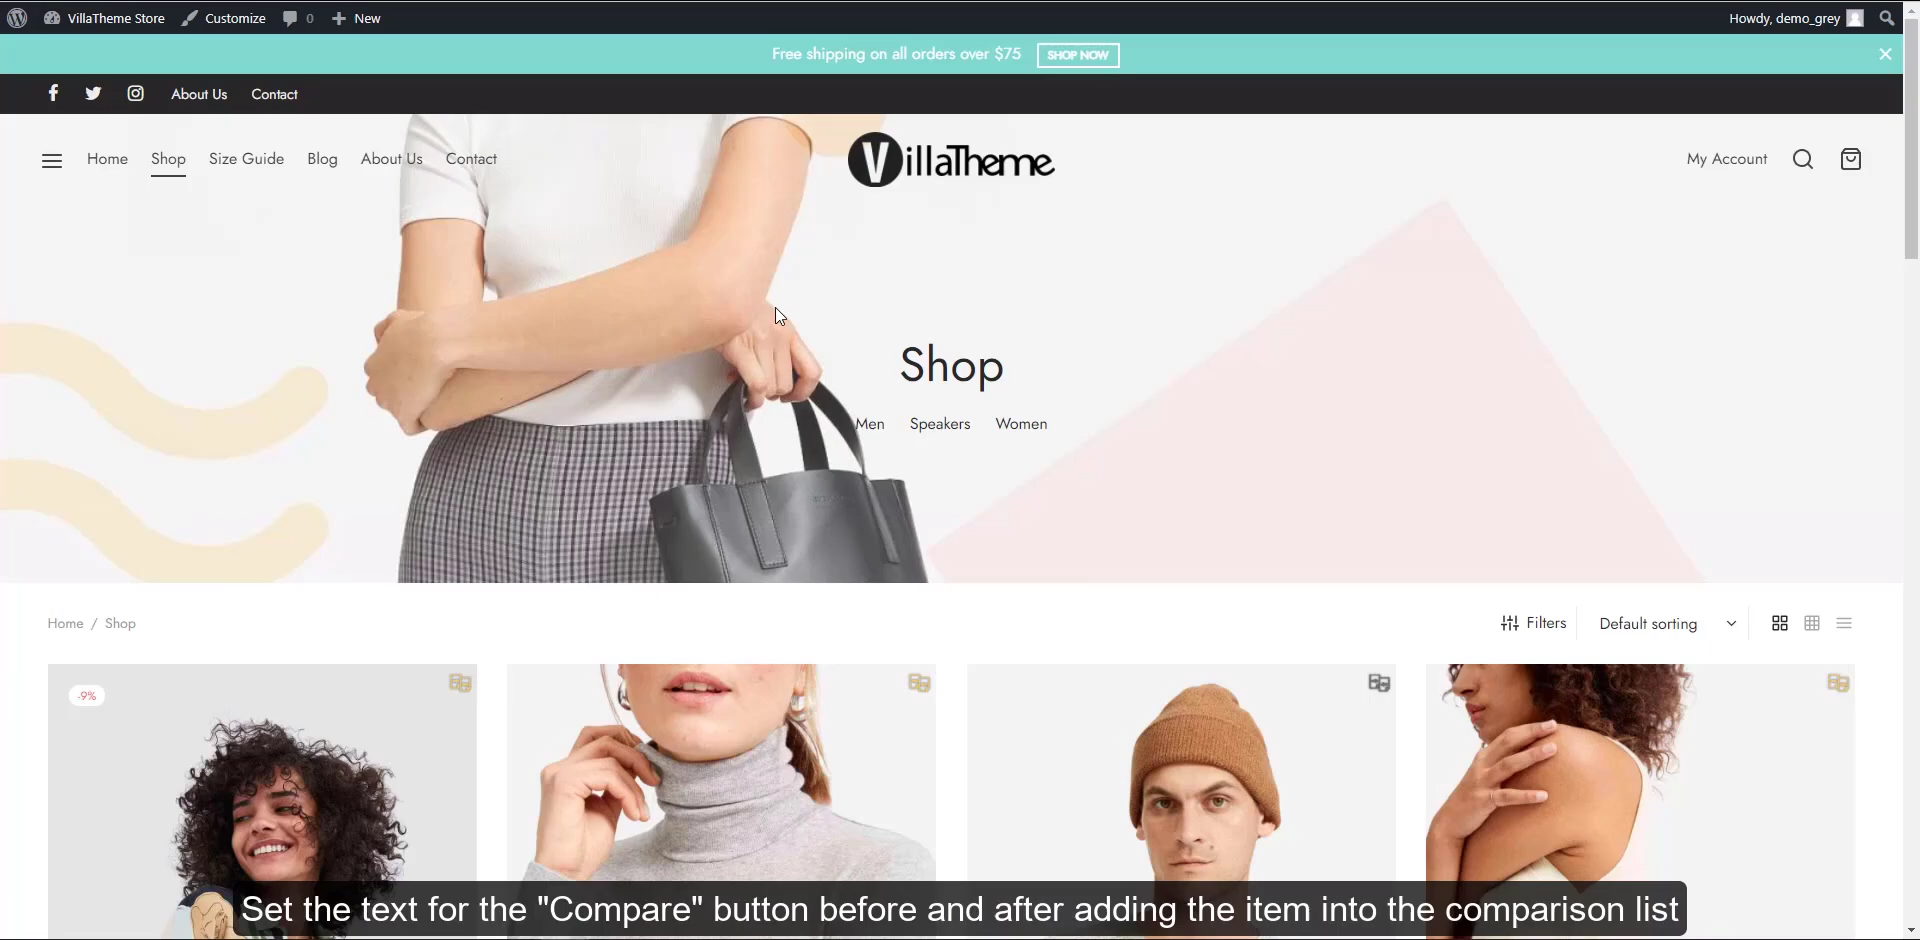 VillaTheme Store Customize 0 New Howdy, demo_grey
Free shipping on all orders over $75 SHOP NOW
About Us Contact
Home Shop Size Guide Blog About Us Contact VillaTheme My Account
Shop
Men Speakers Women
Home / Shop Filters Default sorting
-9%
Set the text for the "Compare" button before and after adding the item into the comparison list